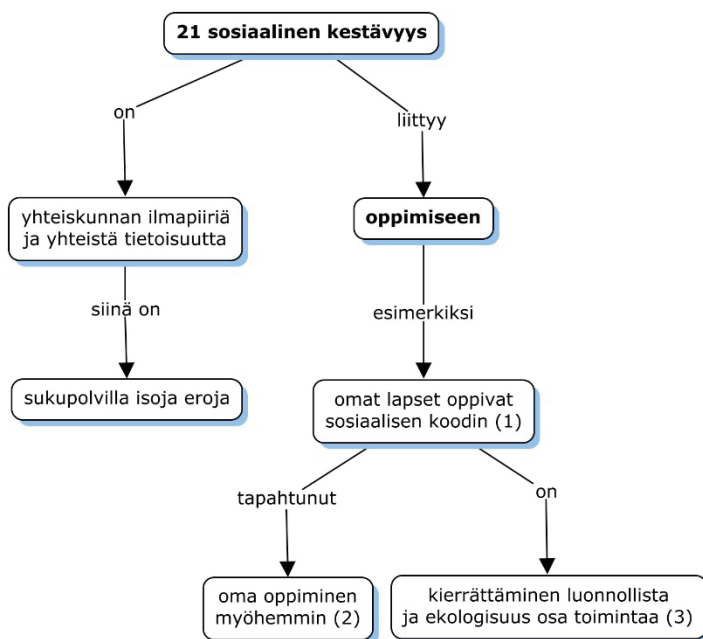 21 sosiaalinen kestävyys
on
liittyy
yhteiskunnan ilmapiiriä
ja yhteistä tietoisuutta
oppimiseen
siinä on
esimerkiksi
sukupolvilla isoja eroja
omat lapset oppivat
sosiaalisen koodin (1)
tapahtunut
on
oma oppiminen
myöhemmin (2)
kierrättäminen luonnollista
ja ekologisuus osa toimintaa (3)